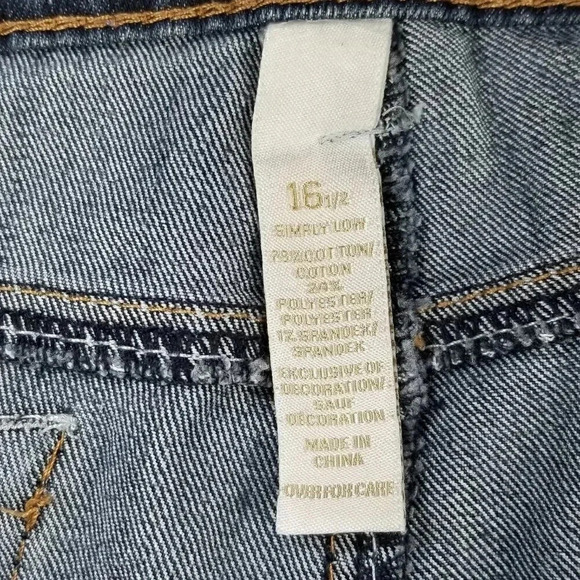 16 1/2
SIMPLY LOW
75% COTTON/
COTON
24%
POLYESTER/
POLYESTER
1% SPANDEX/
SPANDEX
EXCLUSIVE OF
DECORATION/
SAUF
DECORATION
MADE IN
CHINA
OVER FOR CARE